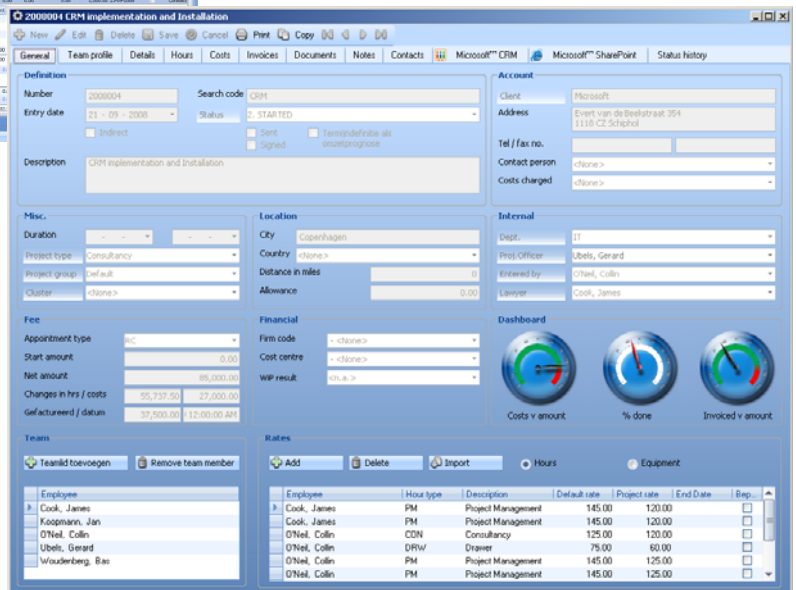 2000004 CRM implementation and Installation
New Edit Delete Save Cancel Print Copy
General Team profile Details Hours Costs Invoices Documents Notes Contacts Microsoft™ CRM Microsoft™ SharePoint Status history
Definition
Number 2000004 Search code CRM
Entry date 21 - 09 - 2008 Status 2. STARTED
Indirect Sent Termijndefinitie als
Signed omzetprognose
Description CRM implementation and Installation
Account
Client Microsoft
Address Evert van de Beekstraat 354
1118 CZ Schiphol
Tel / fax no.
Contact person <None>
Costs charged <None>
Misc.
Duration - - - -
Project type Consultancy
Project group Default
Cluster <None>
Location
City Copenhagen
Country <None>
Distance in miles 0
Allowance 0.00
Internal
Dept. IT
Proj.Officer Ubels, Gerard
Entered by O'Neil, Collin
Lawyer Cook, James
Fee
Appointment type RC
Start amount 0.00
Net amount 85,000.00
Changes in hrs / costs 55,737.50 27,000.00
Gefactureerd / datum 37,500.00 12:00:00 AM
Financial
Firm code - <None>
Cost centre - <None>
WIP result <n.a.>
Dashboard
Costs v amount % done Invoiced v amount
Team
Teamlid toevoegen Remove team member
Employee
Cook, James
Koopmann, Jan
O'Neil, Collin
Ubels, Gerard
Woudenberg, Bas
Rates
Add Delete Import Hours Equipment
Employee Hour type Description Default rate Project rate End Date Bep...
Cook, James PM Project Management 145.00 120.00
Cook, James PM Project Management 145.00 120.00
O'Neil, Collin CON Consultancy 125.00 120.00
O'Neil, Collin DRW Drawer 75.00 60.00
O'Neil, Collin PM Project Management 145.00 125.00
O'Neil, Collin PM Project Management 145.00 125.00